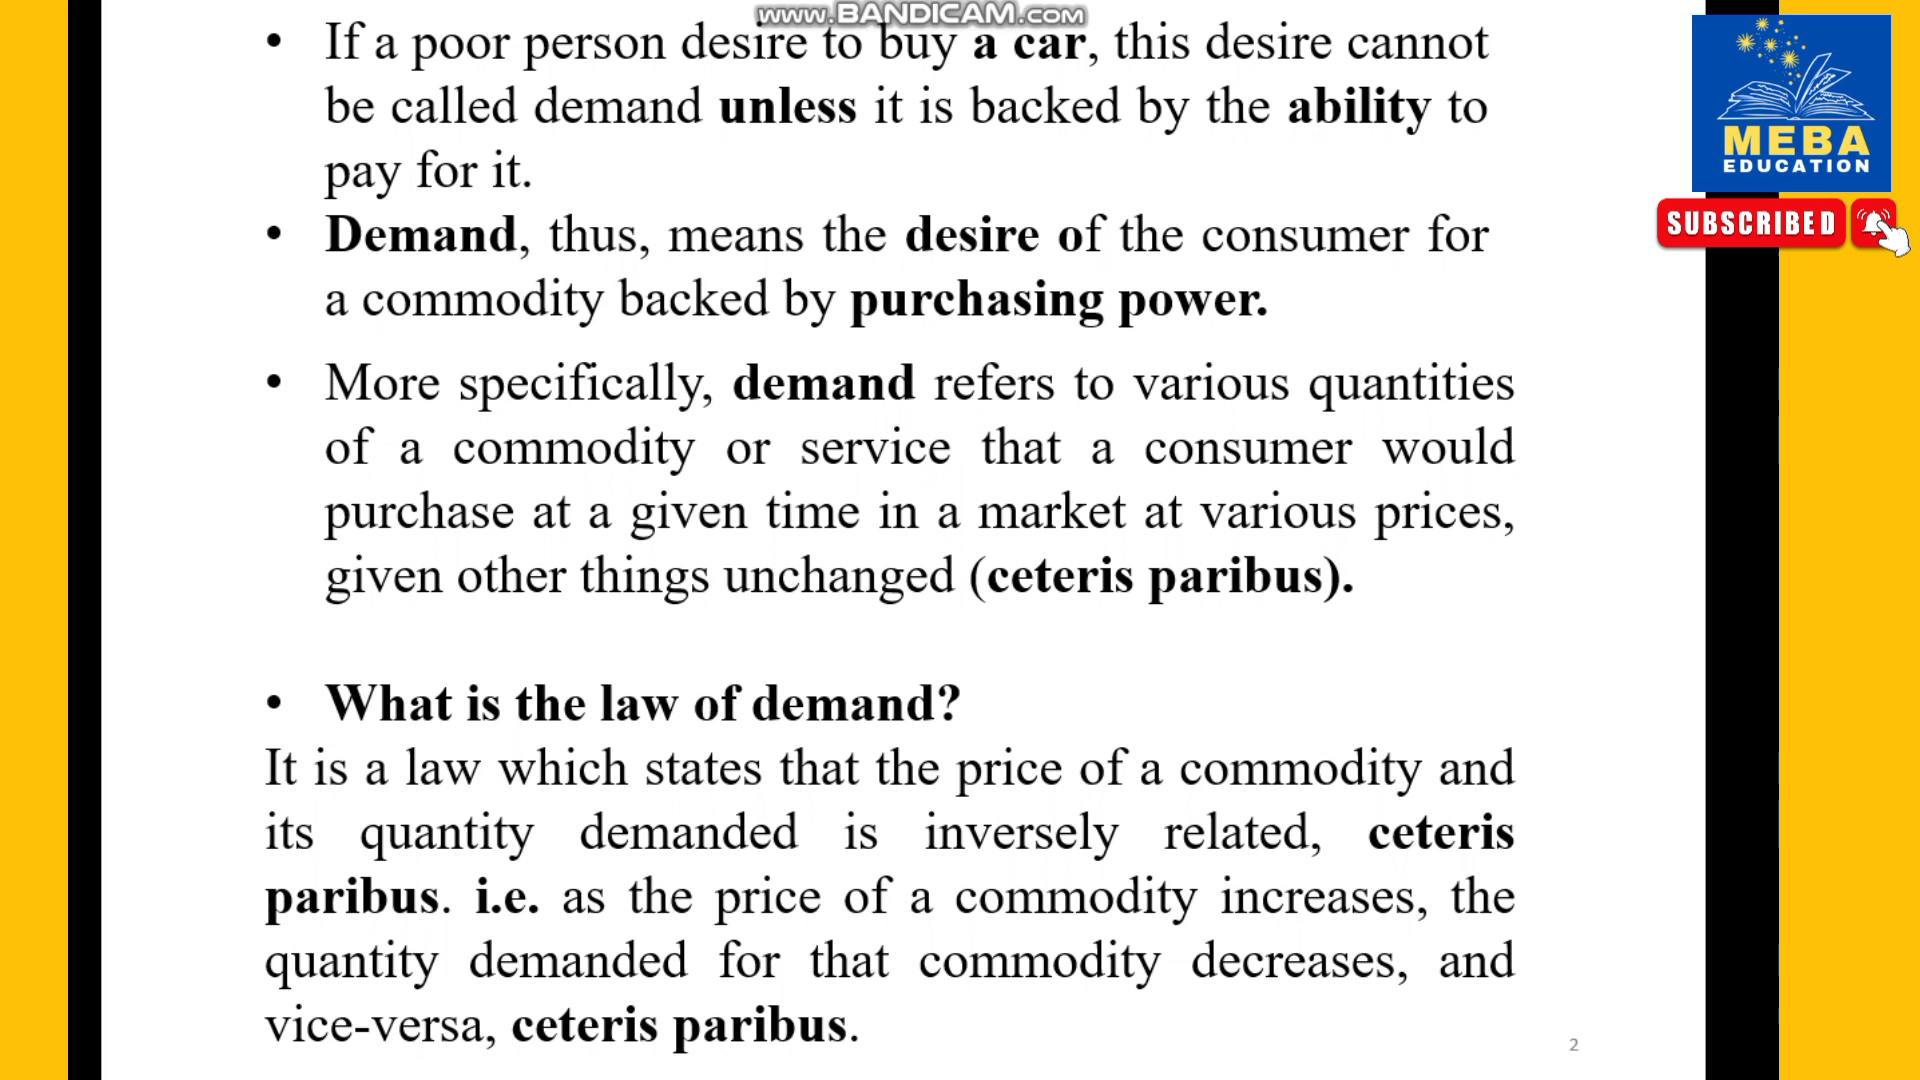 www.BANDICAM.com
• If a poor person desire to buy a car, this desire cannot
be called demand unless it is backed by the ability to
pay for it.
• Demand, thus, means the desire of the consumer for
a commodity backed by purchasing power.
• More specifically, demand refers to various quantities
of a commodity or service that a consumer would
purchase at a given time in a market at various prices,
given other things unchanged (ceteris paribus).
• What is the law of demand?
It is a law which states that the price of a commodity and
its quantity demanded is inversely related, ceteris
paribus. i.e. as the price of a commodity increases, the
quantity demanded for that commodity decreases, and
vice-versa, ceteris paribus.
2
MEBA
EDUCATION
SUBSCRIBED